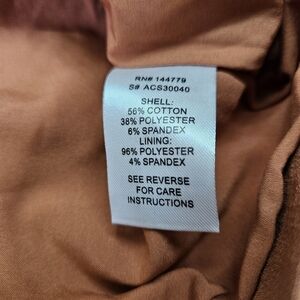 RN# 144779
S# ACS30040
SHELL:
56% COTTON
38% POLYESTER
6% SPANDEX
LINING:
96% POLYESTER
4% SPANDEX
SEE REVERSE
FOR CARE
INSTRUCTIONS